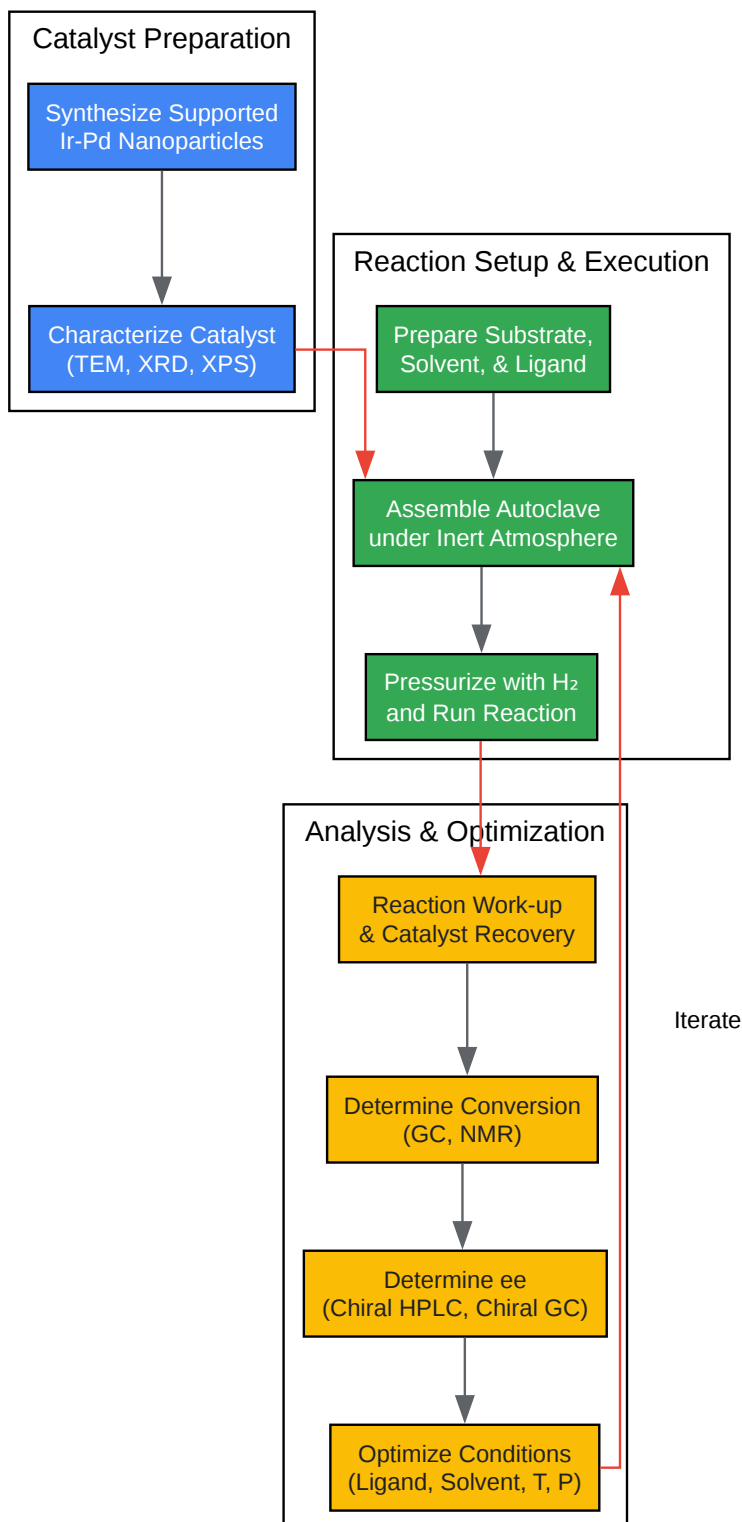 Catalyst Preparation
Synthesize Supported
Ir-Pd Nanoparticles
Characterize Catalyst
(TEM, XRD, XPS)
Reaction Setup & Execution
Prepare Substrate,
Solvent, & Ligand
Assemble Autoclave
under Inert Atmosphere
Pressurize with H₂
and Run Reaction
Analysis & Optimization
Reaction Work-up
& Catalyst Recovery
Iterate
Determine Conversion
(GC, NMR)
Determine ee
(Chiral HPLC, Chiral GC)
Optimize Conditions
(Ligand, Solvent, T, P)